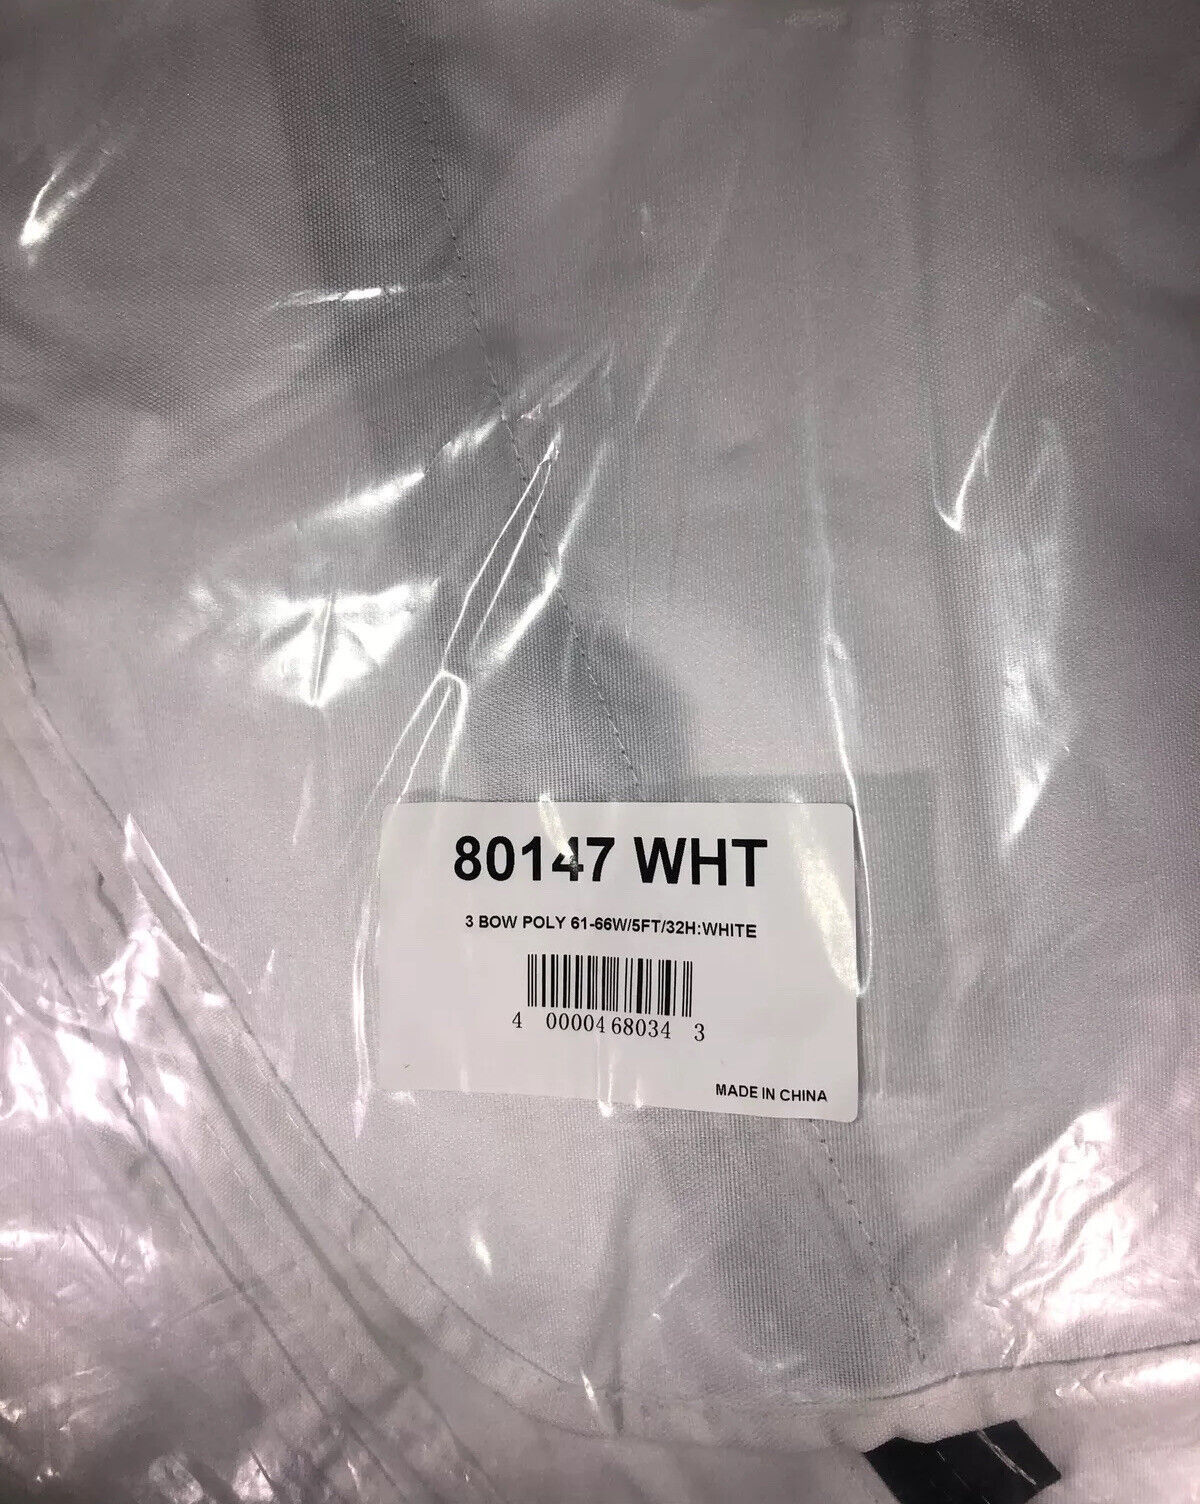 80147 WHT
3 BOW POLY 61-66W/5FT/32H:WHITE
4 00004 68034 3
MADE IN CHINA